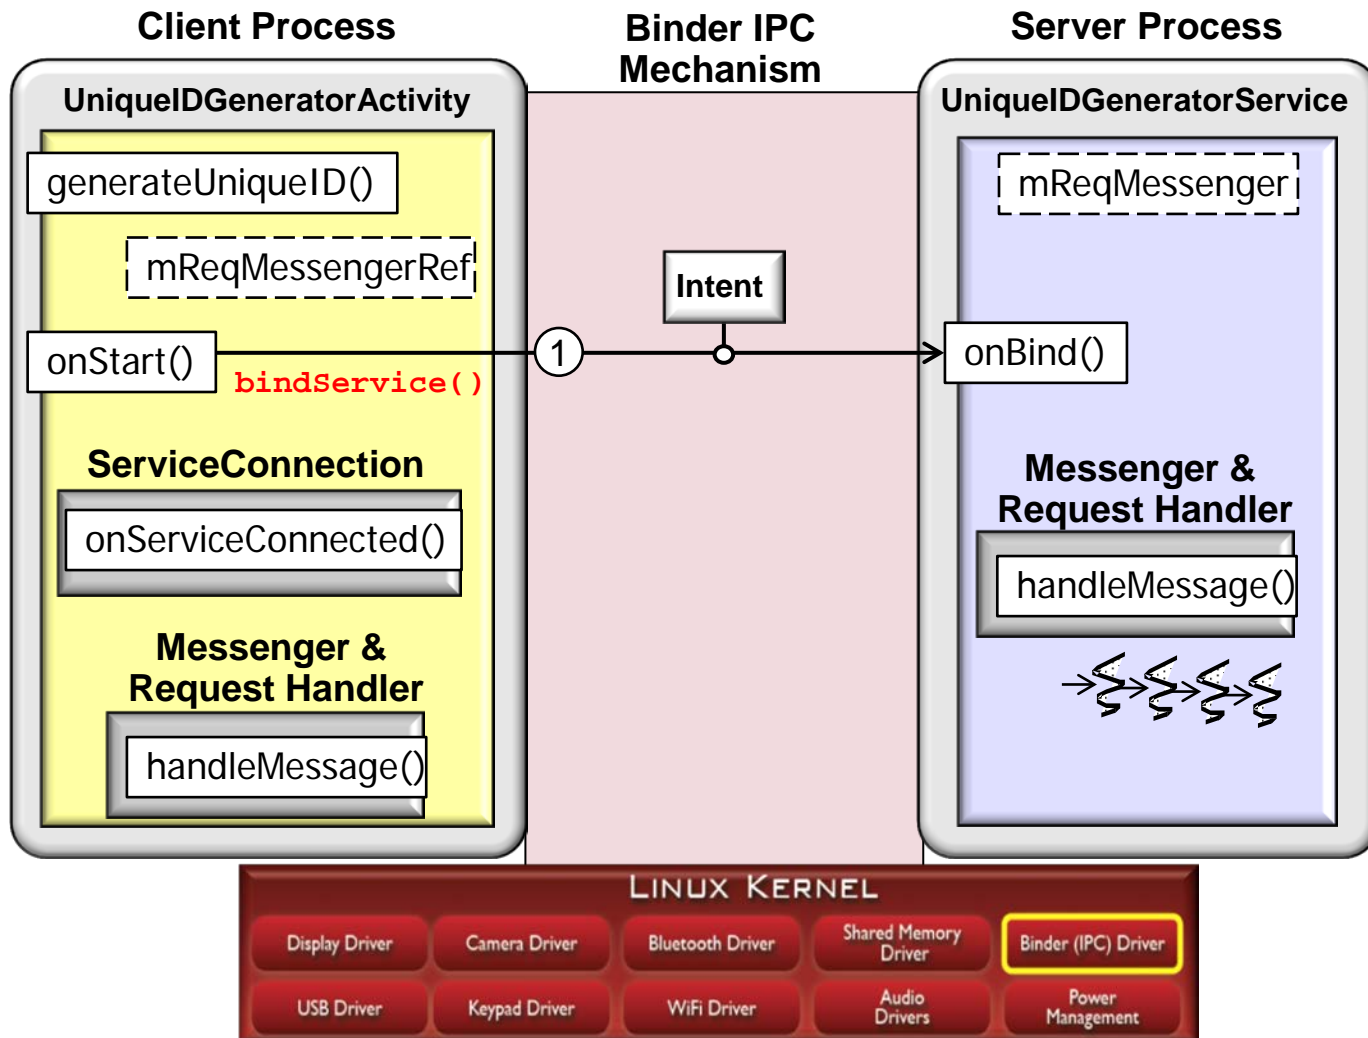 Client Process
Binder IPC
Mechanism
Server Process
UniqueIDGeneratorActivity
UniqueIDGeneratorService
generateUniqueID()
mReqMessenger
mReqMessengerRef
Intent
onStart()
1
onBind()
bindService()
ServiceConnection
onServiceConnected()
Messenger &
Request Handler
handleMessage()
Messenger &
Request Handler
handleMessage()
LINUX KERNEL
Display Driver
Camera Driver
Bluetooth Driver
Shared Memory
Driver
Binder (IPC) Driver
USB Driver
Keypad Driver
WiFi Driver
Audio
Drivers
Power
Management